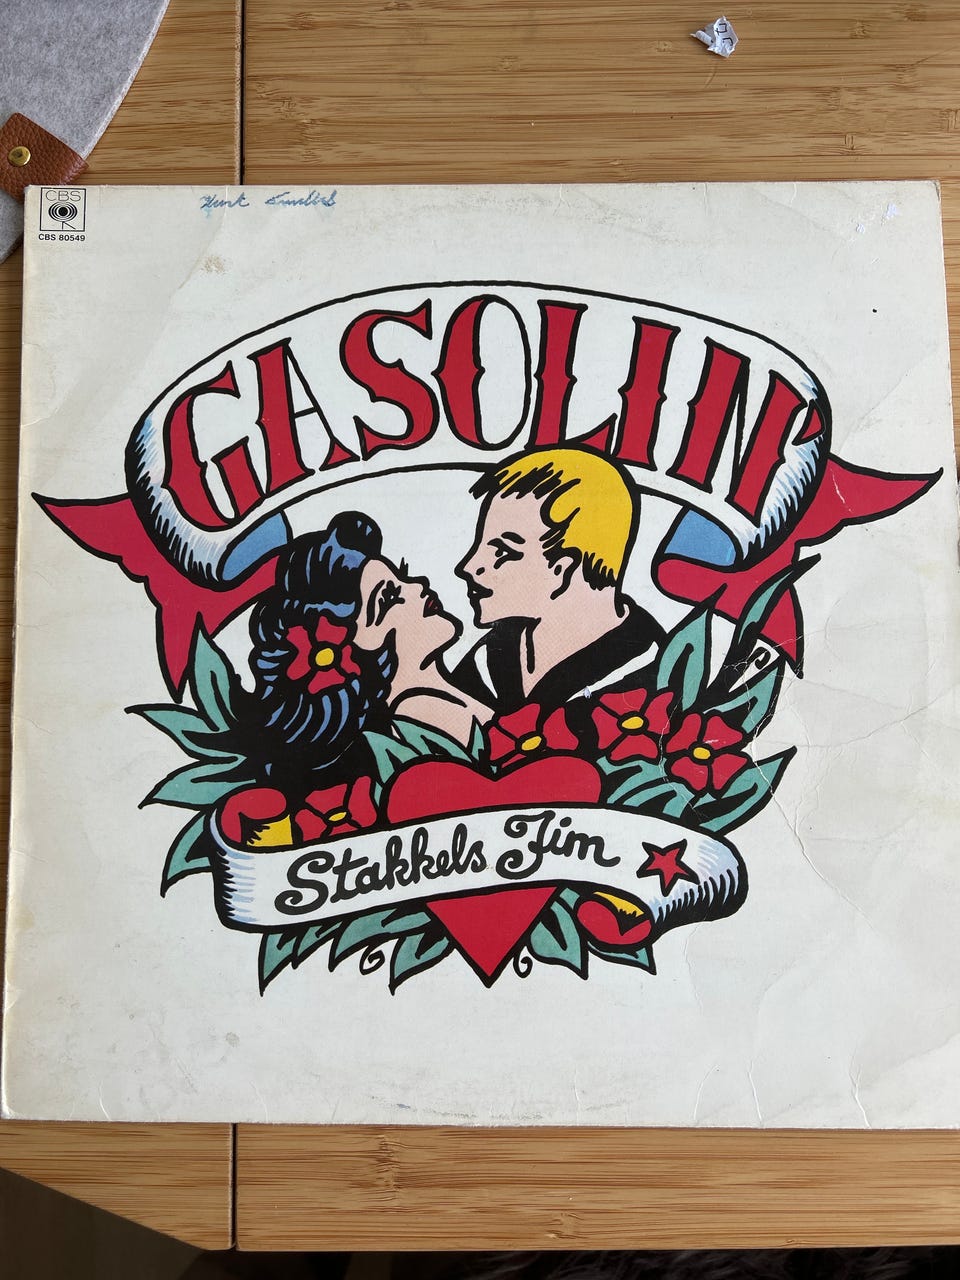 CBS
CBS 80549
GASOLIN'
Stakkels Jim